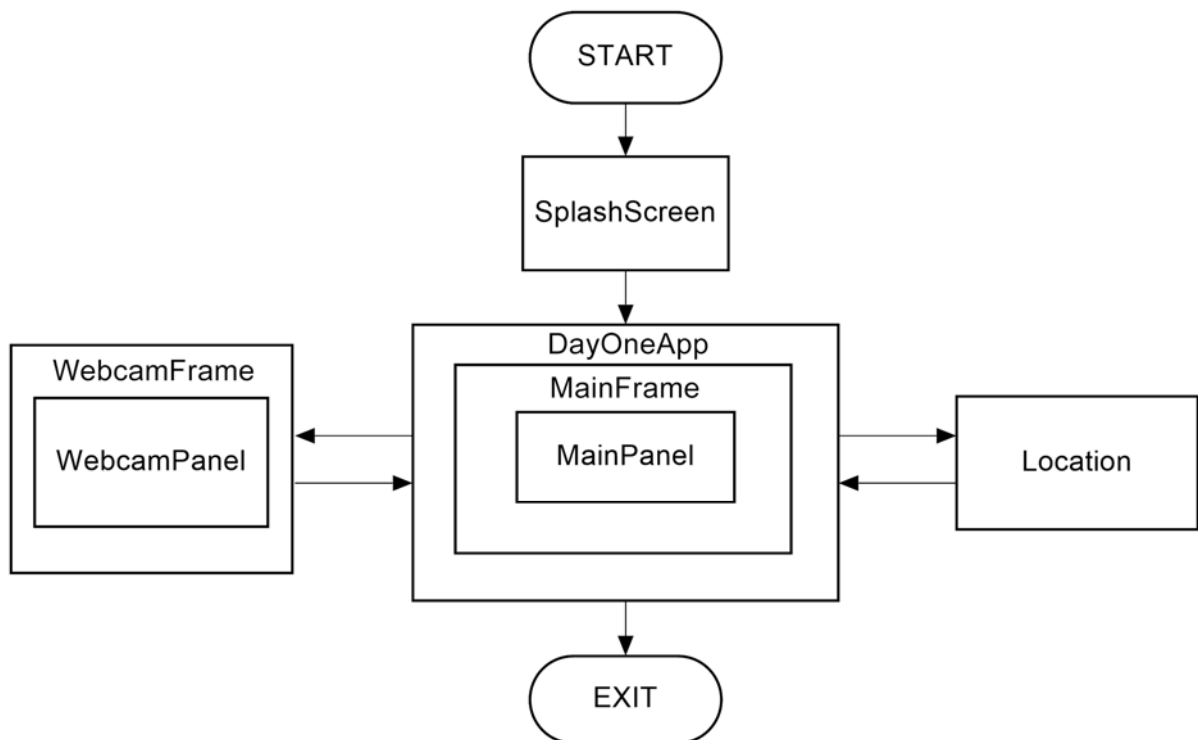 START
SplashScreen
DayOneApp
MainFrame
MainPanel
WebcamFrame
WebcamPanel
Location
EXIT